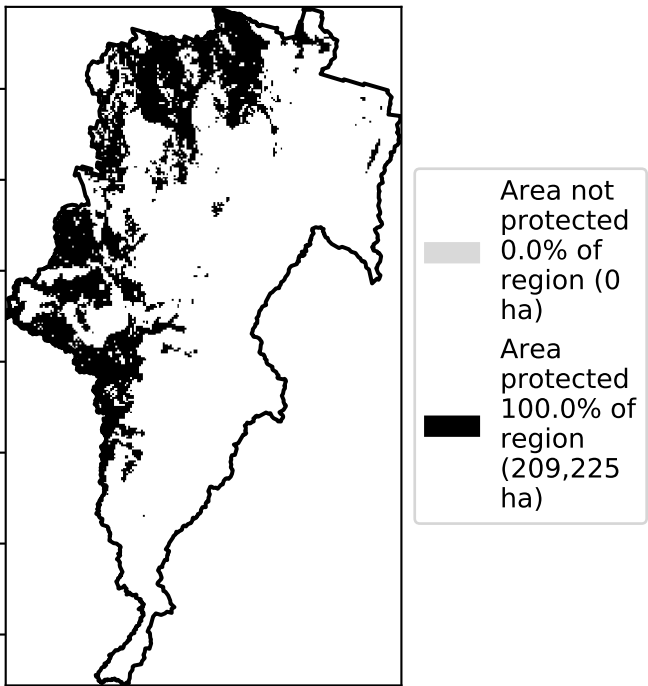 Area not
protected
0.0% of
region (0
ha)
Area
protected
100.0% of
region
(209,225
ha)